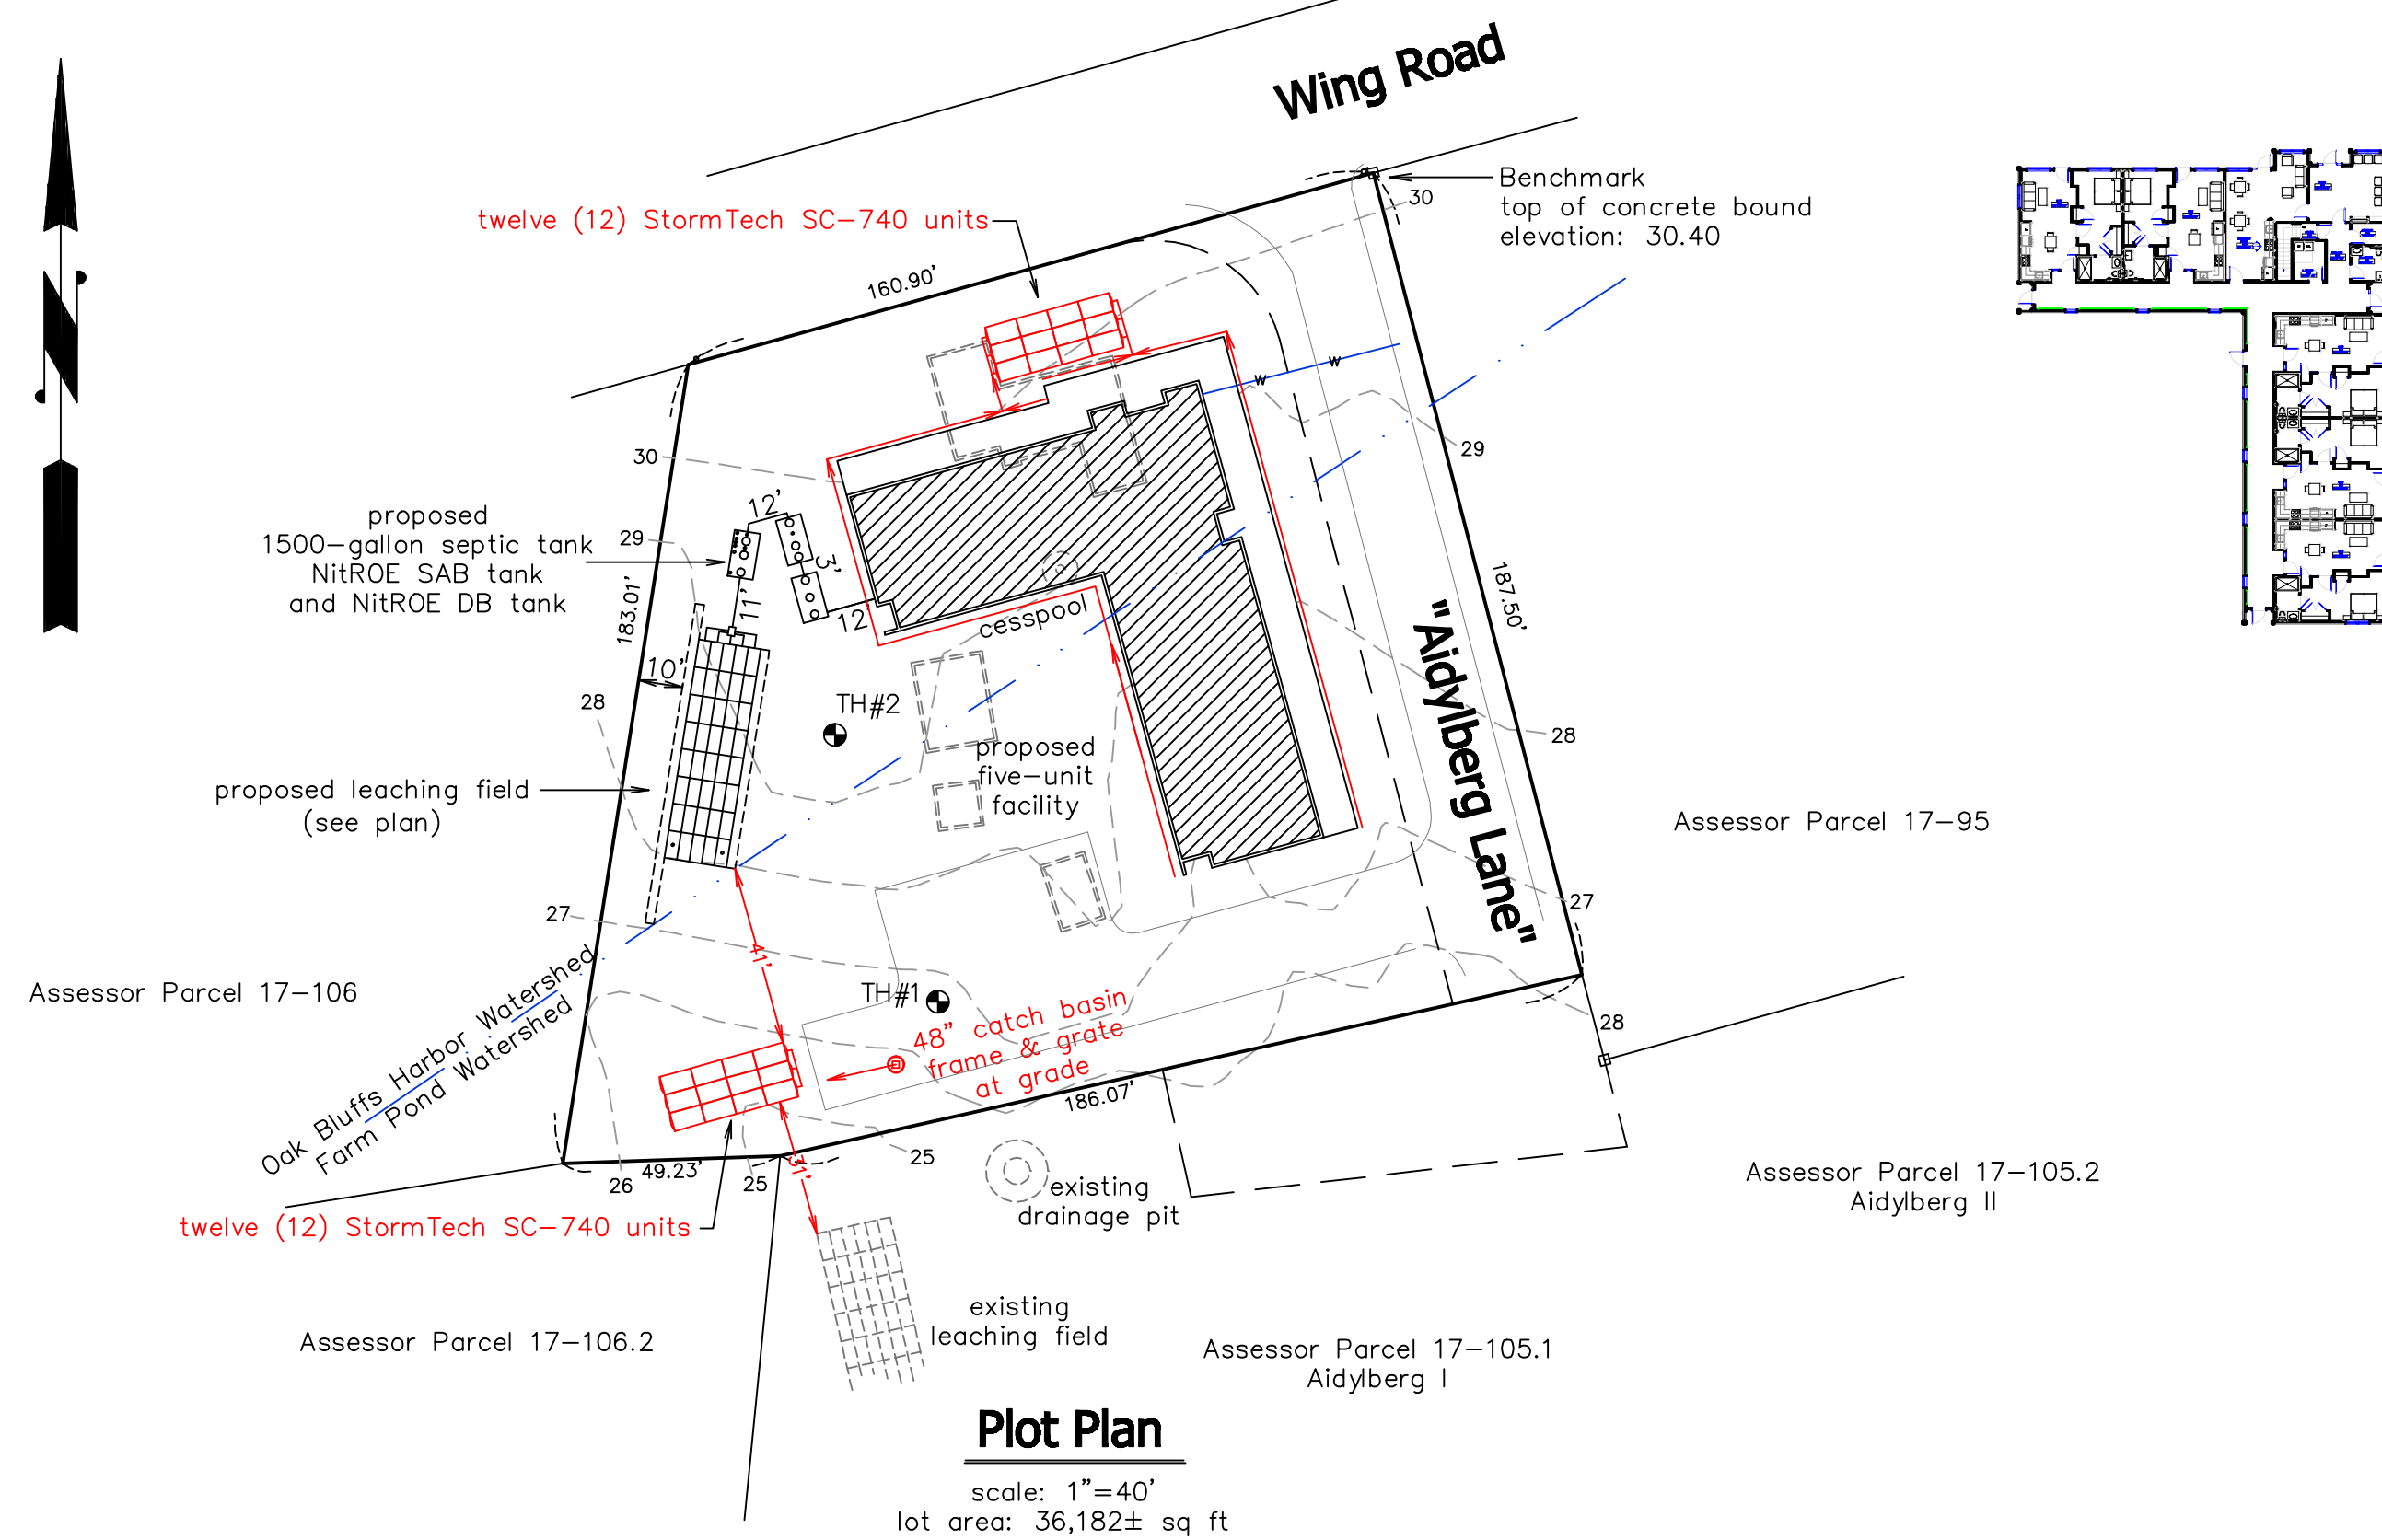 Wing Road
Benchmark
top of concrete bound
elevation: 30.40
twelve (12) StormTech SC-740 units
30
160.90'
W
W
29
30
12'
proposed
1500-gallon septic tank
NitROE SAB tank
and NitROE DB tank
29
3'
12'
11'
183.01'
187.50'
cesspool
"Aidylberg Lane"
10'
28
TH#2
28
proposed
five-unit
facility
proposed leaching field
(see plan)
Assessor Parcel 17-95
27
27
41'
Assessor Parcel 17-106
Oak Bluffs Harbor Watershed
Farm Pond Watershed
TH#1
48" catch basin
frame & grate
at grade
28
186.07'
49.23'
26
25
31'
25
existing
drainage pit
Assessor Parcel 17-105.2
Aidylberg II
twelve (12) StormTech SC-740 units
existing
leaching field
Assessor Parcel 17-106.2
Assessor Parcel 17-105.1
Aidylberg I
Plot Plan
scale: 1"=40'
lot area: 36,182± sq ft